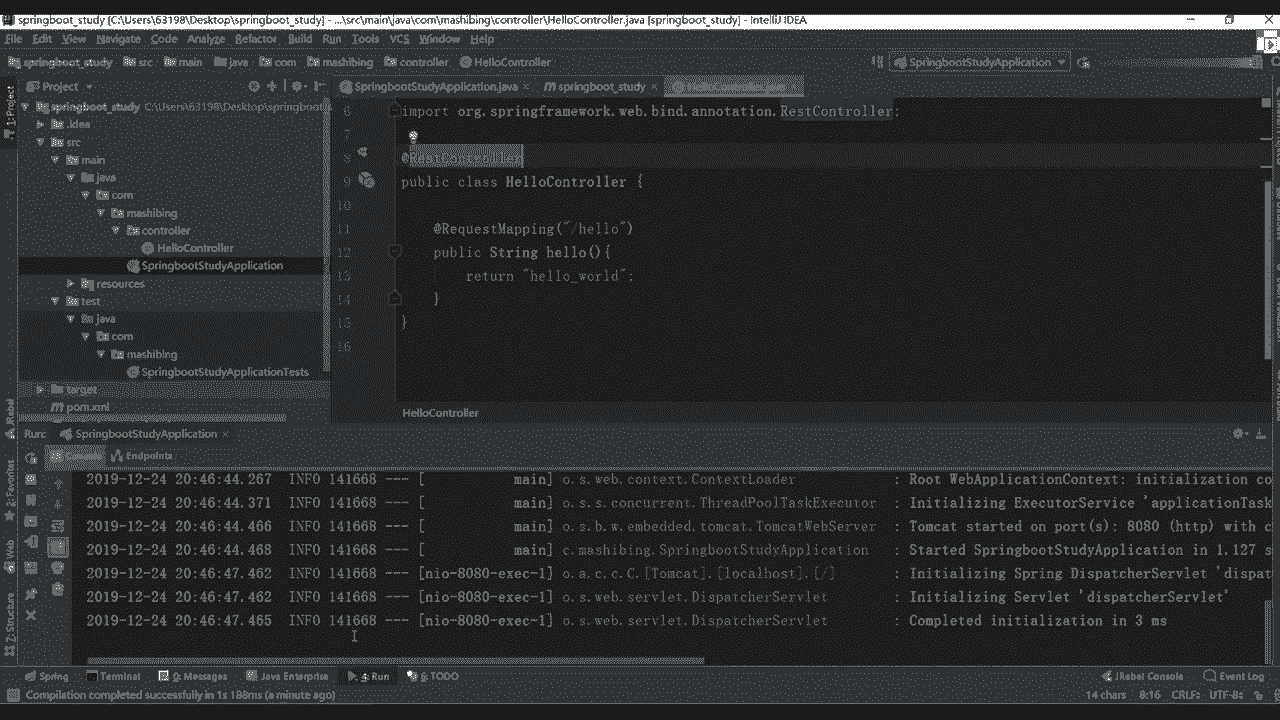 springboot_study [C:\Users\63198\Desktop\springboot_study] - ...\src\main\java\com\mashibing\controller\HelloController.java [springboot_study] - IntelliJ IDEA
File Edit View Navigate Code Analyze Refactor Build Run Tools VCS Window Help
springboot_study src main java com mashibing controller HelloController SpringbootStudyApplication
Project SpringbootStudyApplication.java springboot_study
1: Project
springboot_study C:\Users\63198\Desktop\springboot
.idea
src
main
java
com
mashibing
controller
HelloController
SpringbootStudyApplication
resources
test
java
com
mashibing
SpringbootStudyApplicationTests
target
pom.xml
6 import org.springframework.web.bind.annotation.RestController;
7
8 @RestController
9 public class HelloController {
10
11 @RequestMapping("/hello")
12 public String hello(){
13 return "hello_world";
14 }
15 }
16
HelloController
JRebel
2: Favorites
Web
7: Structure
Run: SpringbootStudyApplication
Endpoints
2019-12-24 20:46:44.267 INFO 141668 --- [ main] o.s.web.context.ContextLoader : Root WebApplicationContext: initialization co
2019-12-24 20:46:44.371 INFO 141668 --- [ main] o.s.s.concurrent.ThreadPoolTaskExecutor : Initializing ExecutorService 'applicationTask
2019-12-24 20:46:44.466 INFO 141668 --- [ main] o.s.b.w.embedded.tomcat.TomcatWebServer : Tomcat started on port(s): 8080 (http) with c
2019-12-24 20:46:44.468 INFO 141668 --- [ main] c.mashibing.SpringbootStudyApplication : Started SpringbootStudyApplication in 1.127 s
2019-12-24 20:46:47.462 INFO 141668 --- [nio-8080-exec-1] o.a.c.c.C.[Tomcat].[localhost].[/] : Initializing Spring DispatcherServlet 'dispat
2019-12-24 20:46:47.462 INFO 141668 --- [nio-8080-exec-1] o.s.web.servlet.DispatcherServlet : Initializing Servlet 'dispatcherServlet'
2019-12-24 20:46:47.465 INFO 141668 --- [nio-8080-exec-1] o.s.web.servlet.DispatcherServlet : Completed initialization in 3 ms
Spring Terminal 0: Messages Java Enterprise 4: Run 6: TODO JRebel Console Event Log
Compilation completed successfully in 1s 188ms (a minute ago) 14 chars 8:16 CRLF UTF-8